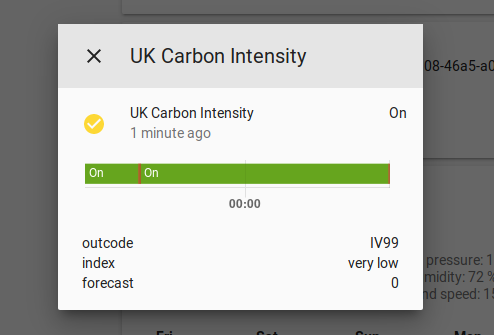 UK Carbon Intensity
08-46a5-a0
UK Carbon Intensity On
1 minute ago
On On
00:00
outcode IV99
index very low
forecast 0
pressure: 1
midity: 72 %
nd speed: 15
Fri Sat Sun Mon